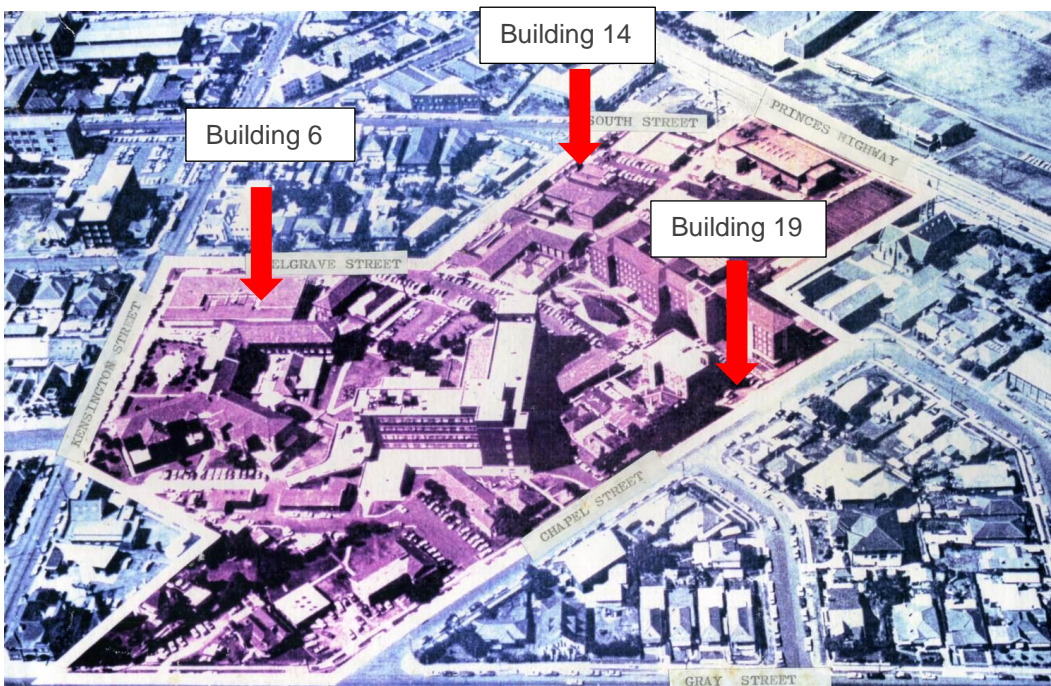 Building 14
SOUTH STREET
PRINCES HIGHWAY
Building 6
Building 19
ELGRAVE STREET
KENSINGTON STREET
CHAPEL STREET
GRAY STREET